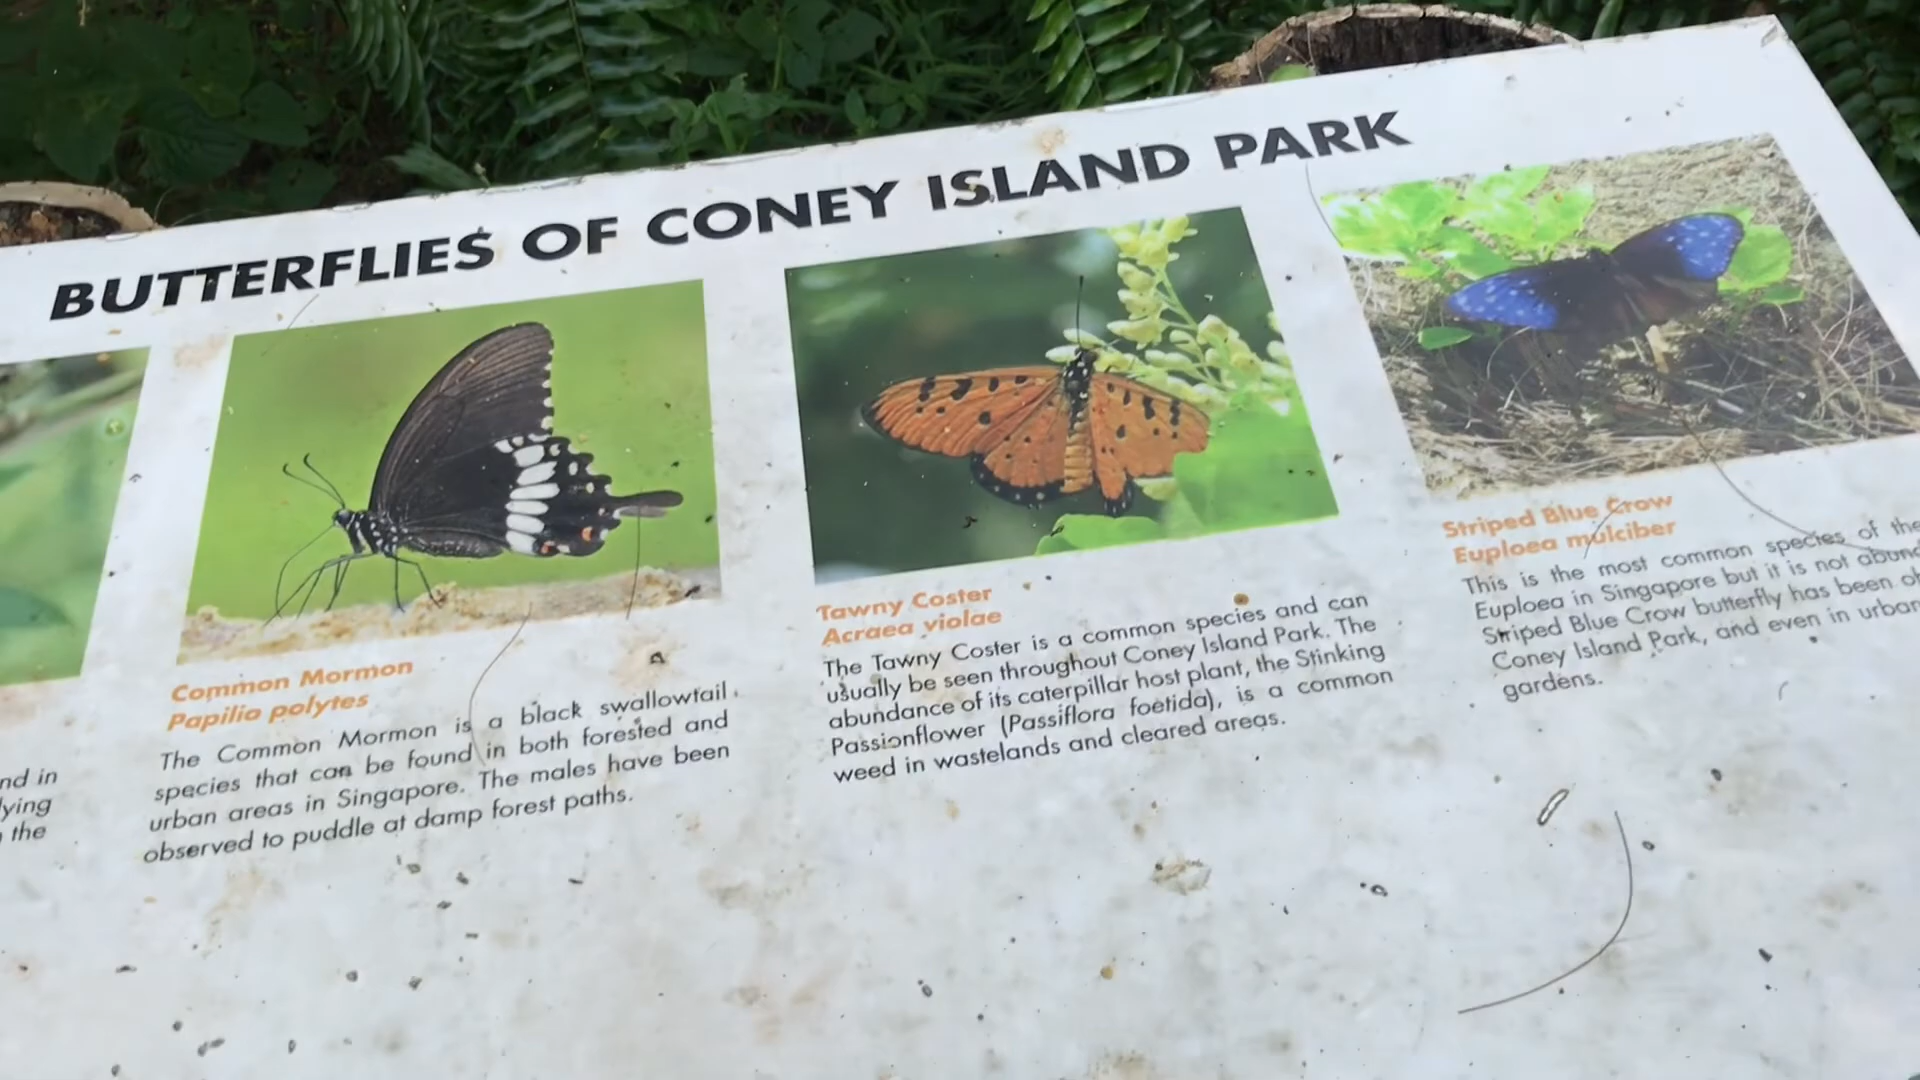 BUTTERFLIES OF CONEY ISLAND PARK
nd in
lying
the
Common Mormon
Papilio polytes
The Common Mormon is a black swallowtail
species that can be found in both forested and
urban areas in Singapore. The males have been
observed to puddle at damp forest paths.
Tawny Coster
Acraea violae
The Tawny Coster is a common species and can
usually be seen throughout Coney Island Park. The
abundance of its caterpillar host plant, the Stinking
Passionflower (Passiflora foetida), is a common
weed in wastelands and cleared areas.
Striped Blue Crow
Euploea mulciber
This is the most common species of the
Euploea in Singapore but it is not abund
Striped Blue Crow butterfly has been ob
Coney Island Park, and even in urban
gardens.